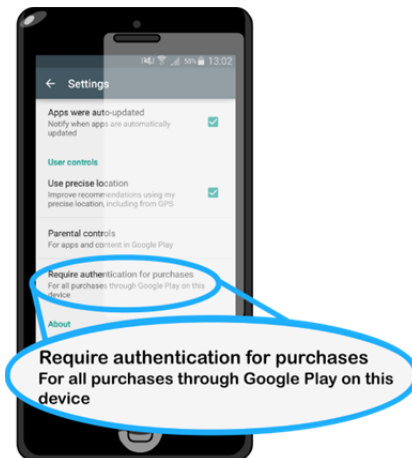 58% 13:02
Settings
Apps were auto-updated
Notify when apps are automatically
updated
User controls
Use precise location
Improve recommendations using my
precise location, including from GPS
Parental controls
For apps and content in Google Play
Require authentication for purchases
For all purchases through Google Play on this
device
About
Require authentication for purchases
For all purchases through Google Play on this
device